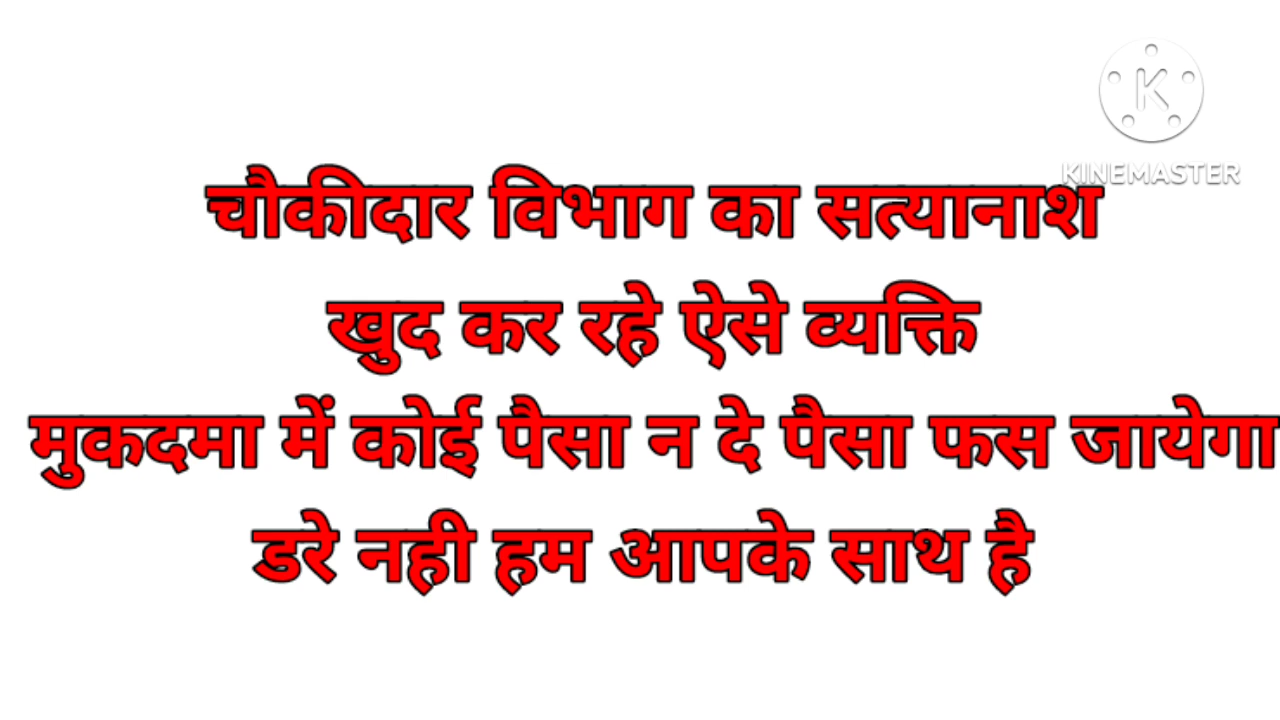 KINEMASTER
चौकीदार विभाग का सत्यानाश
खुद कर रहे ऐसे व्यक्ति
मुकदमा में कोई पैसा न दे पैसा फस जायेगा
डरे नही हम आपके साथ है